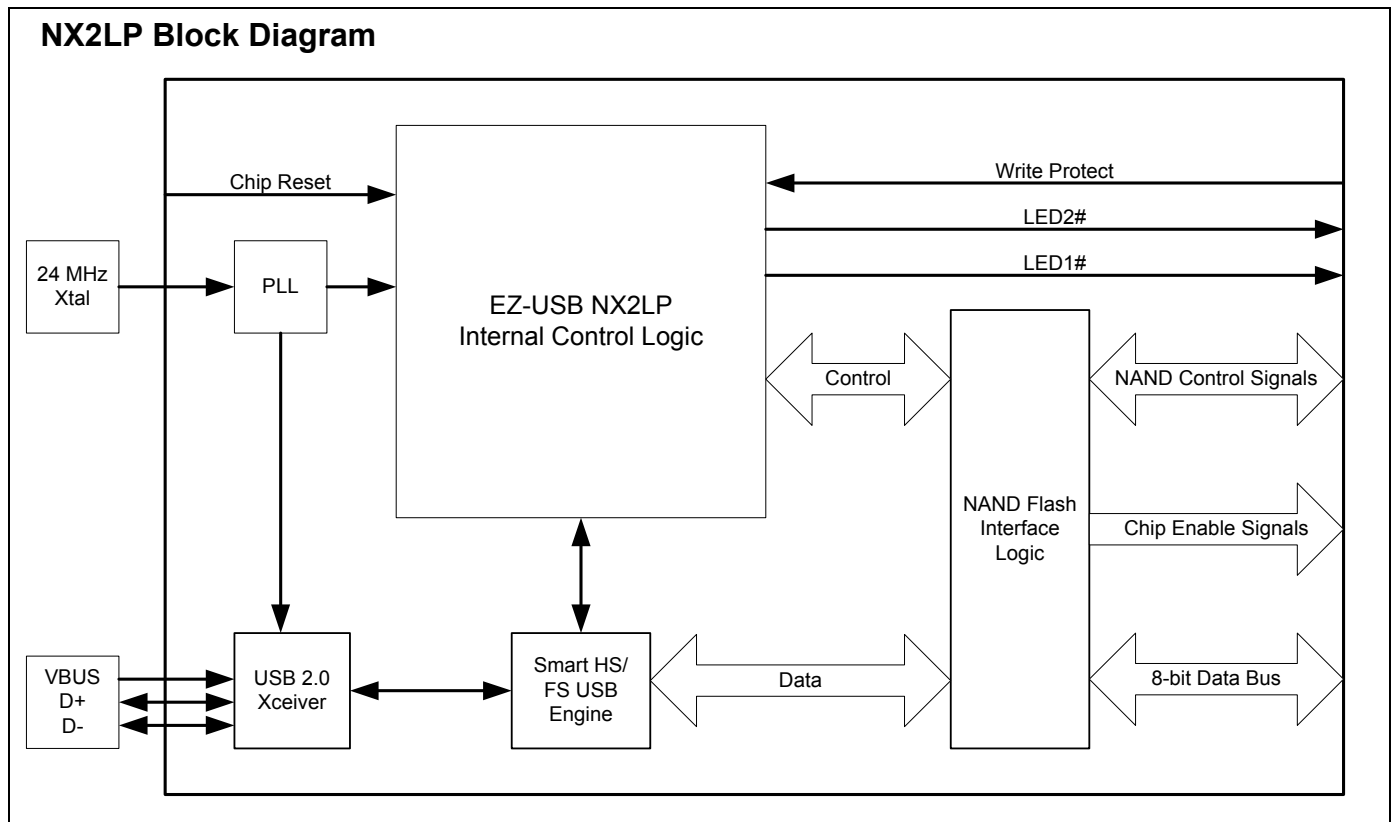 NX2LP Block Diagram
Chip Reset
Write Protect
LED2#
LED1#
24 MHz
Xtal
PLL
EZ-USB NX2LP
Internal Control Logic
Control
NAND Control Signals
NAND Flash
Interface
Logic
Chip Enable Signals
VBUS
D+
D-
USB 2.0
Xceiver
Smart HS/
FS USB
Engine
Data
8-bit Data Bus